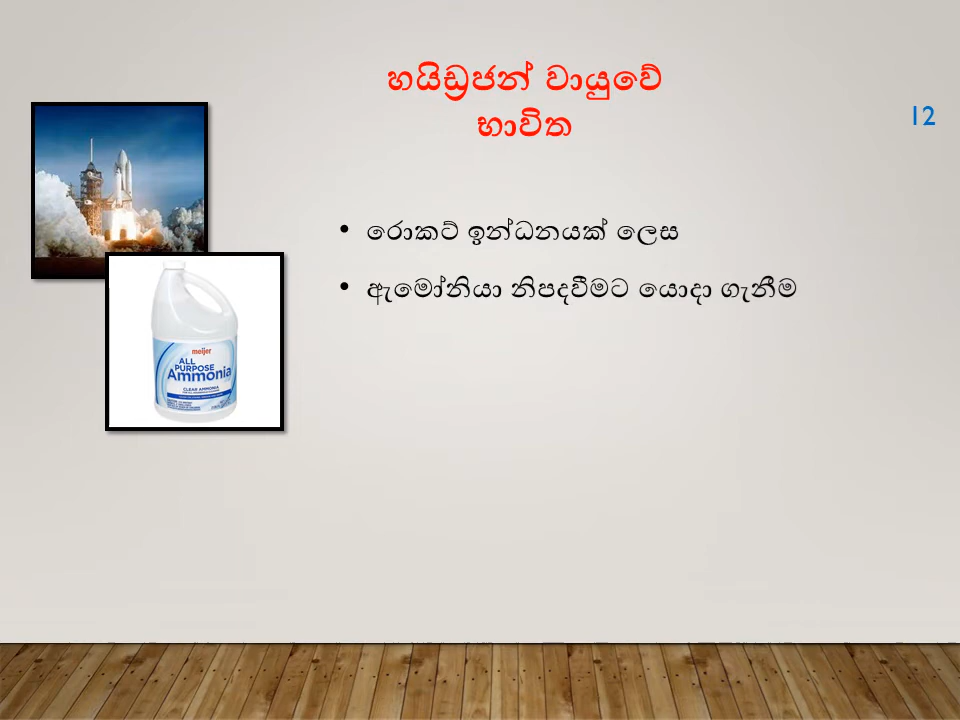 හයිඩ්‍රජන් වායුවේ
භාවිත
12
• රොකට් ඉන්ධනයක් ලෙස
• ඇමෝනියා නිපදවීමට යොදා ගැනීම
meijer
ALL
PURPOSE
Ammonia
CLEAR AMMONIA